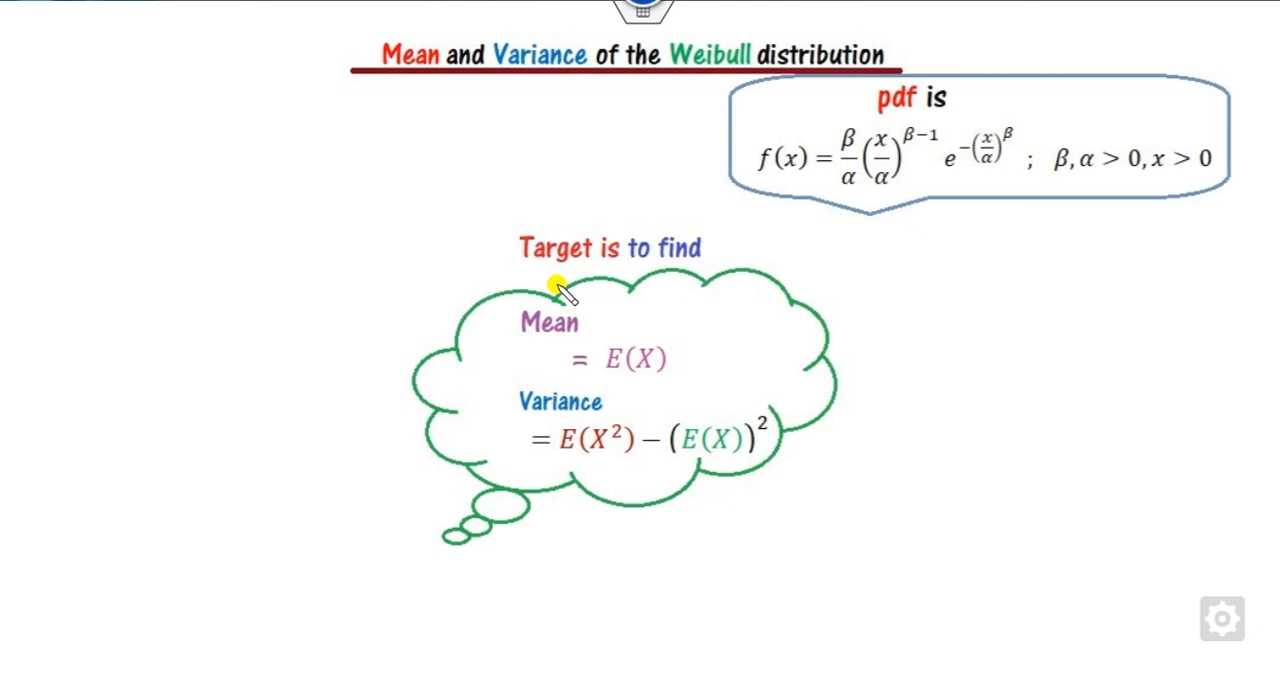 Mean and Variance of the Weibull distribution
pdf is
f(x) = β/α (x/α)^(β−1) e^(−(x/α)^β) ; β, α > 0, x > 0
Target is to find
Mean
= E(X)
Variance
= E(X²) − (E(X))²